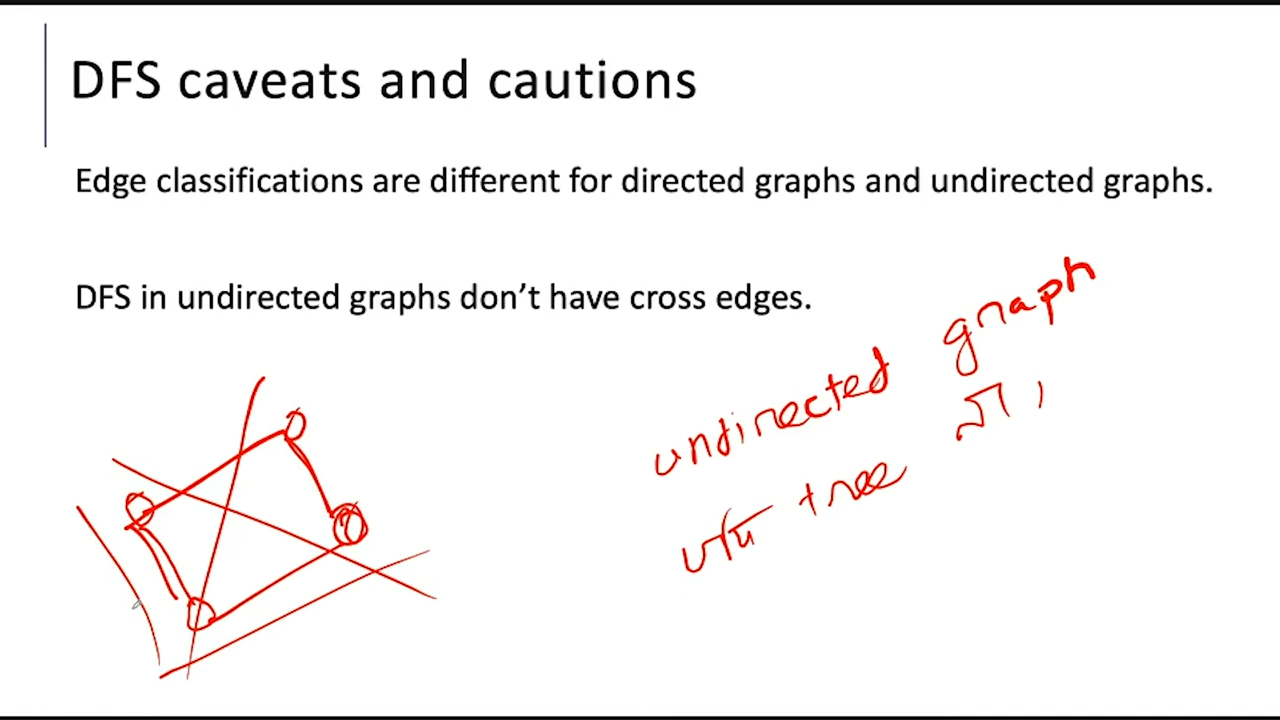 DFS caveats and cautions
Edge classifications are different for directed graphs and undirected graphs.
DFS in undirected graphs don’t have cross edges.
undirected graph
tree